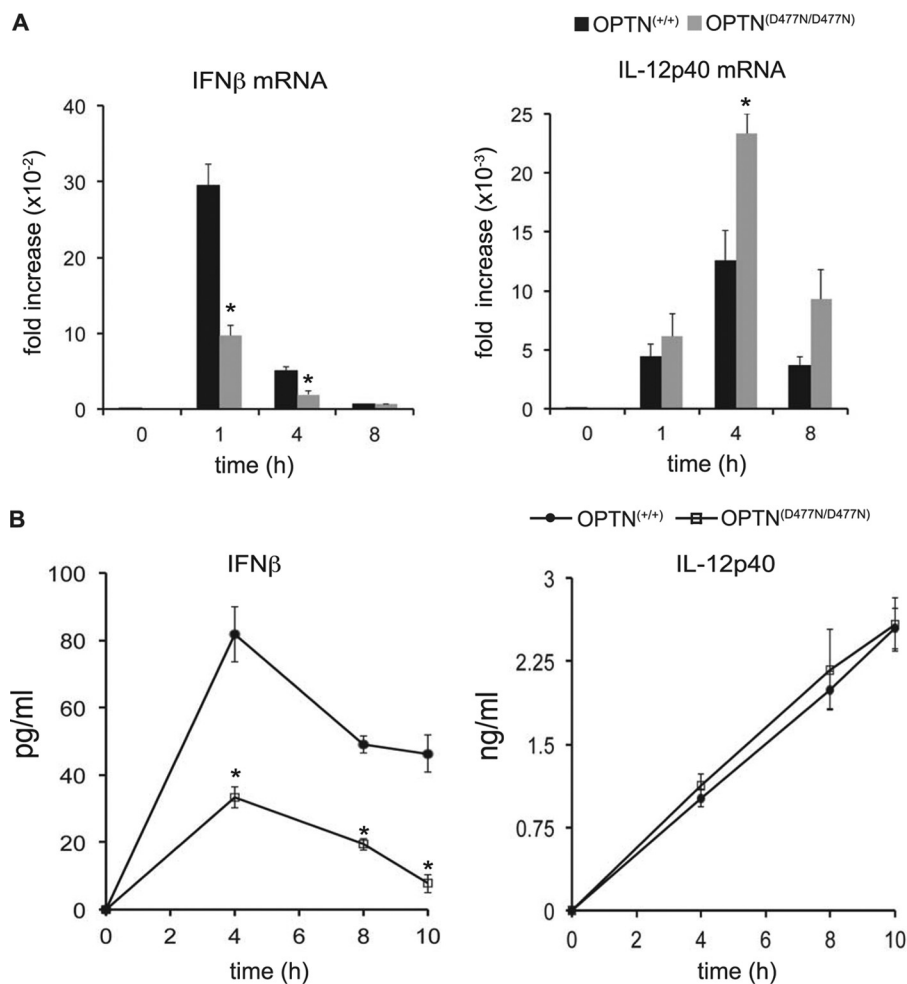 A
OPTN(+/+) OPTN(D477N/D477N)
IFNβ mRNA
fold increase (x10-2)
40
30
20
10
0
0 1 4 8
time (h)
IL-12p40 mRNA
fold increase (x10-3)
25
20
15
10
5
0
*
*
*
0 1 4 8
time (h)
B
OPTN(+/+) OPTN(D477N/D477N)
IFNβ
pg/ml
100
80
60
40
20
0
*
*
*
0 2 4 6 8 10
time (h)
IL-12p40
ng/ml
3
2.25
1.5
0.75
0
0 2 4 6 8 10
time (h)